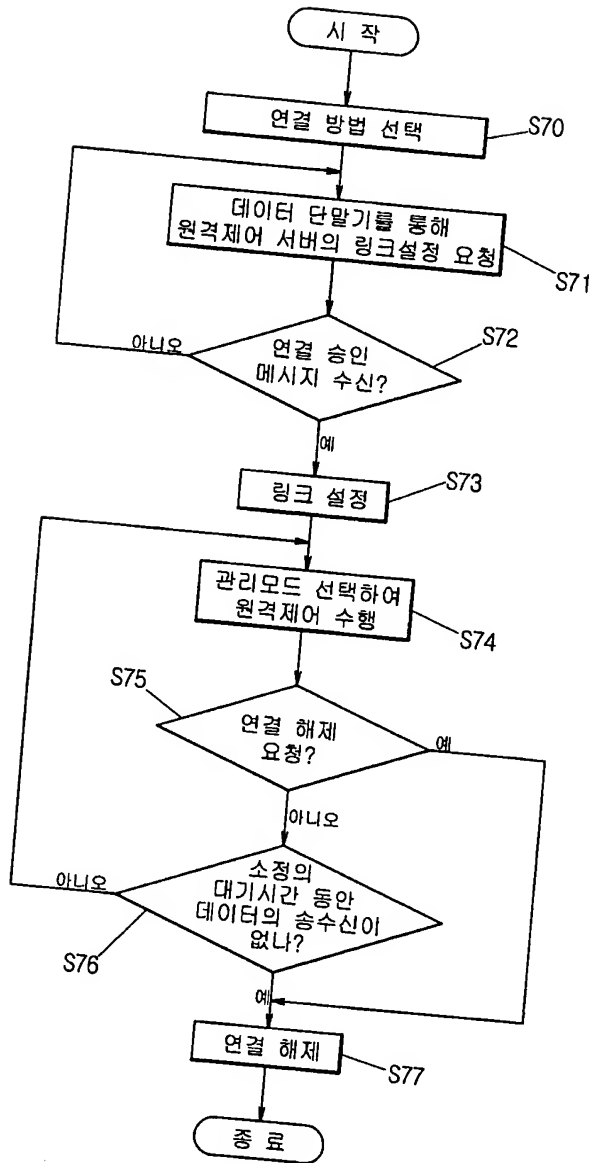 시 작
연결 방법 선택
S70
데이터 단말기를 통해
원격제어 서버의 링크설정 요청
S71
연결 승인
메시지 수신?
S72
아니오
예
링크 설정
S73
관리모드 선택하여
원격제어 수행
S74
S75
연결 해제
요청?
예
아니오
소정의
대기시간 동안
데이터의 송수신이
없나?
아니오
S76
예
연결 해제
S77
종 료